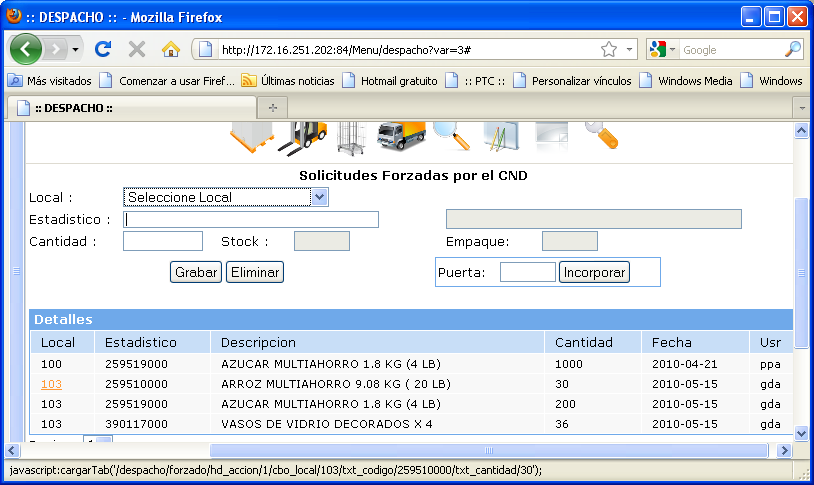 :: DESPACHO :: - Mozilla Firefox
http://172.16.251.202:84/Menu/despacho?var=3#
Google
Más visitados Comenzar a usar Firef... Últimas noticias Hotmail gratuito :: PTC :: Personalizar vínculos Windows Media Windows
:: DESPACHO ::
Solicitudes Forzadas por el CND
Local : Seleccione Local
Estadistico :
Cantidad : Stock : Empaque:
Grabar Eliminar Puerta: Incorporar
Detalles
Local Estadistico Descripcion Cantidad Fecha Usr
100 259519000 AZUCAR MULTIAHORRO 1.8 KG (4 LB) 1000 2010-04-21 ppa
103 259510000 ARROZ MULTIAHORRO 9.08 KG ( 20 LB) 30 2010-05-15 gda
103 259519000 AZUCAR MULTIAHORRO 1.8 KG (4 LB) 200 2010-05-15 gda
103 390117000 VASOS DE VIDRIO DECORADOS X 4 36 2010-05-15 gda
javascript:cargarTab('/despacho/forzado/hd_accion/1/cbo_local/103/txt_codigo/259510000/txt_cantidad/30');